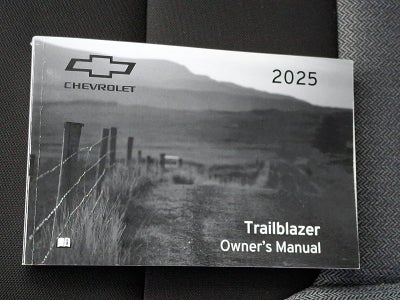 2025
CHEVROLET
Trailblazer
Owner's Manual